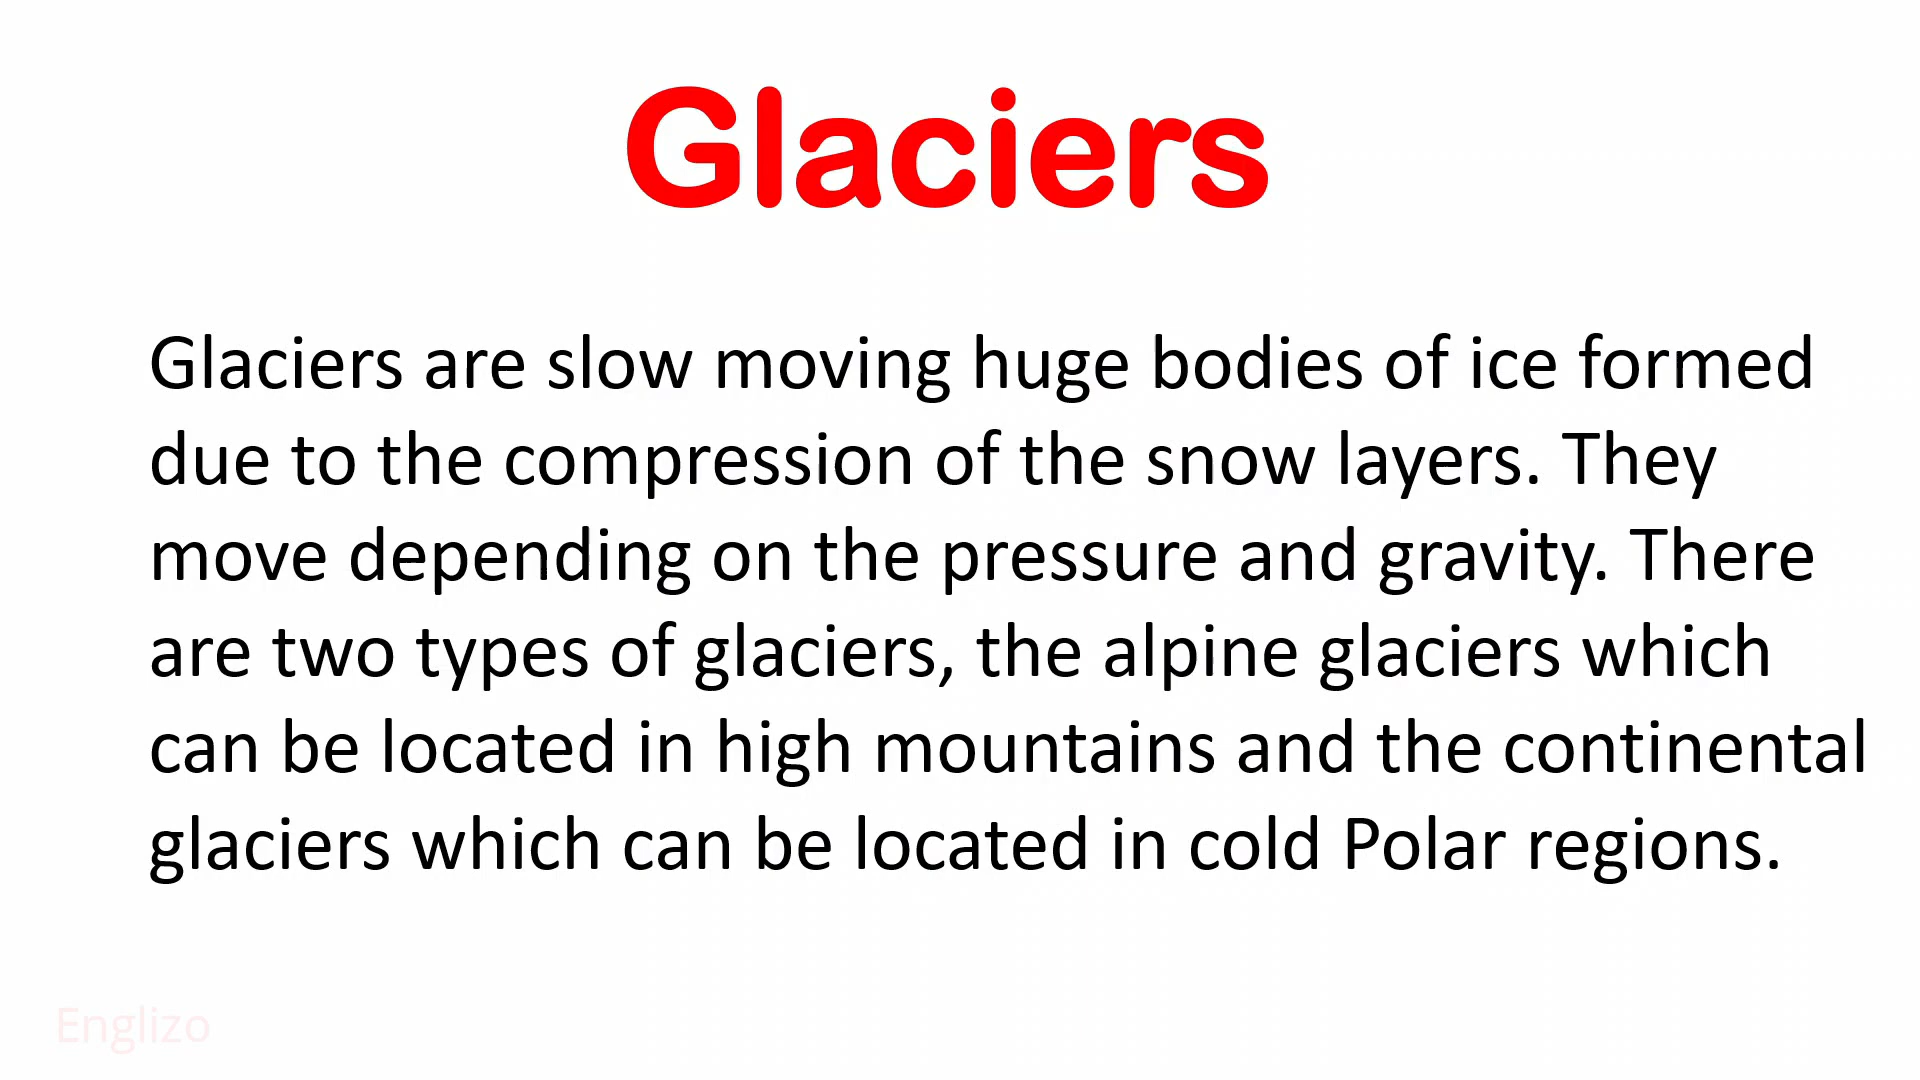 Glaciers
Glaciers are slow moving huge bodies of ice formed
due to the compression of the snow layers. They
move depending on the pressure and gravity. There
are two types of glaciers, the alpine glaciers which
can be located in high mountains and the continental
glaciers which can be located in cold Polar regions.
Englizo